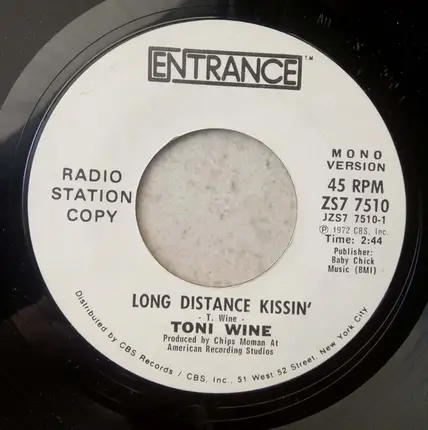 ENTRANCE™
RADIO
STATION
COPY
MONO
VERSION
45 RPM
ZS7 7510
JZS7 7510-1
Ⓟ 1972 CBS, Inc.
Time: 2:44
Publisher:
Baby Chick
Music (BMI)
LONG DISTANCE KISSIN'
- T. Wine -
TONI WINE
Produced by Chips Moman At
American Recording Studios
Distributed by CBS Records / CBS, Inc., 51 West 52 Street, New York City